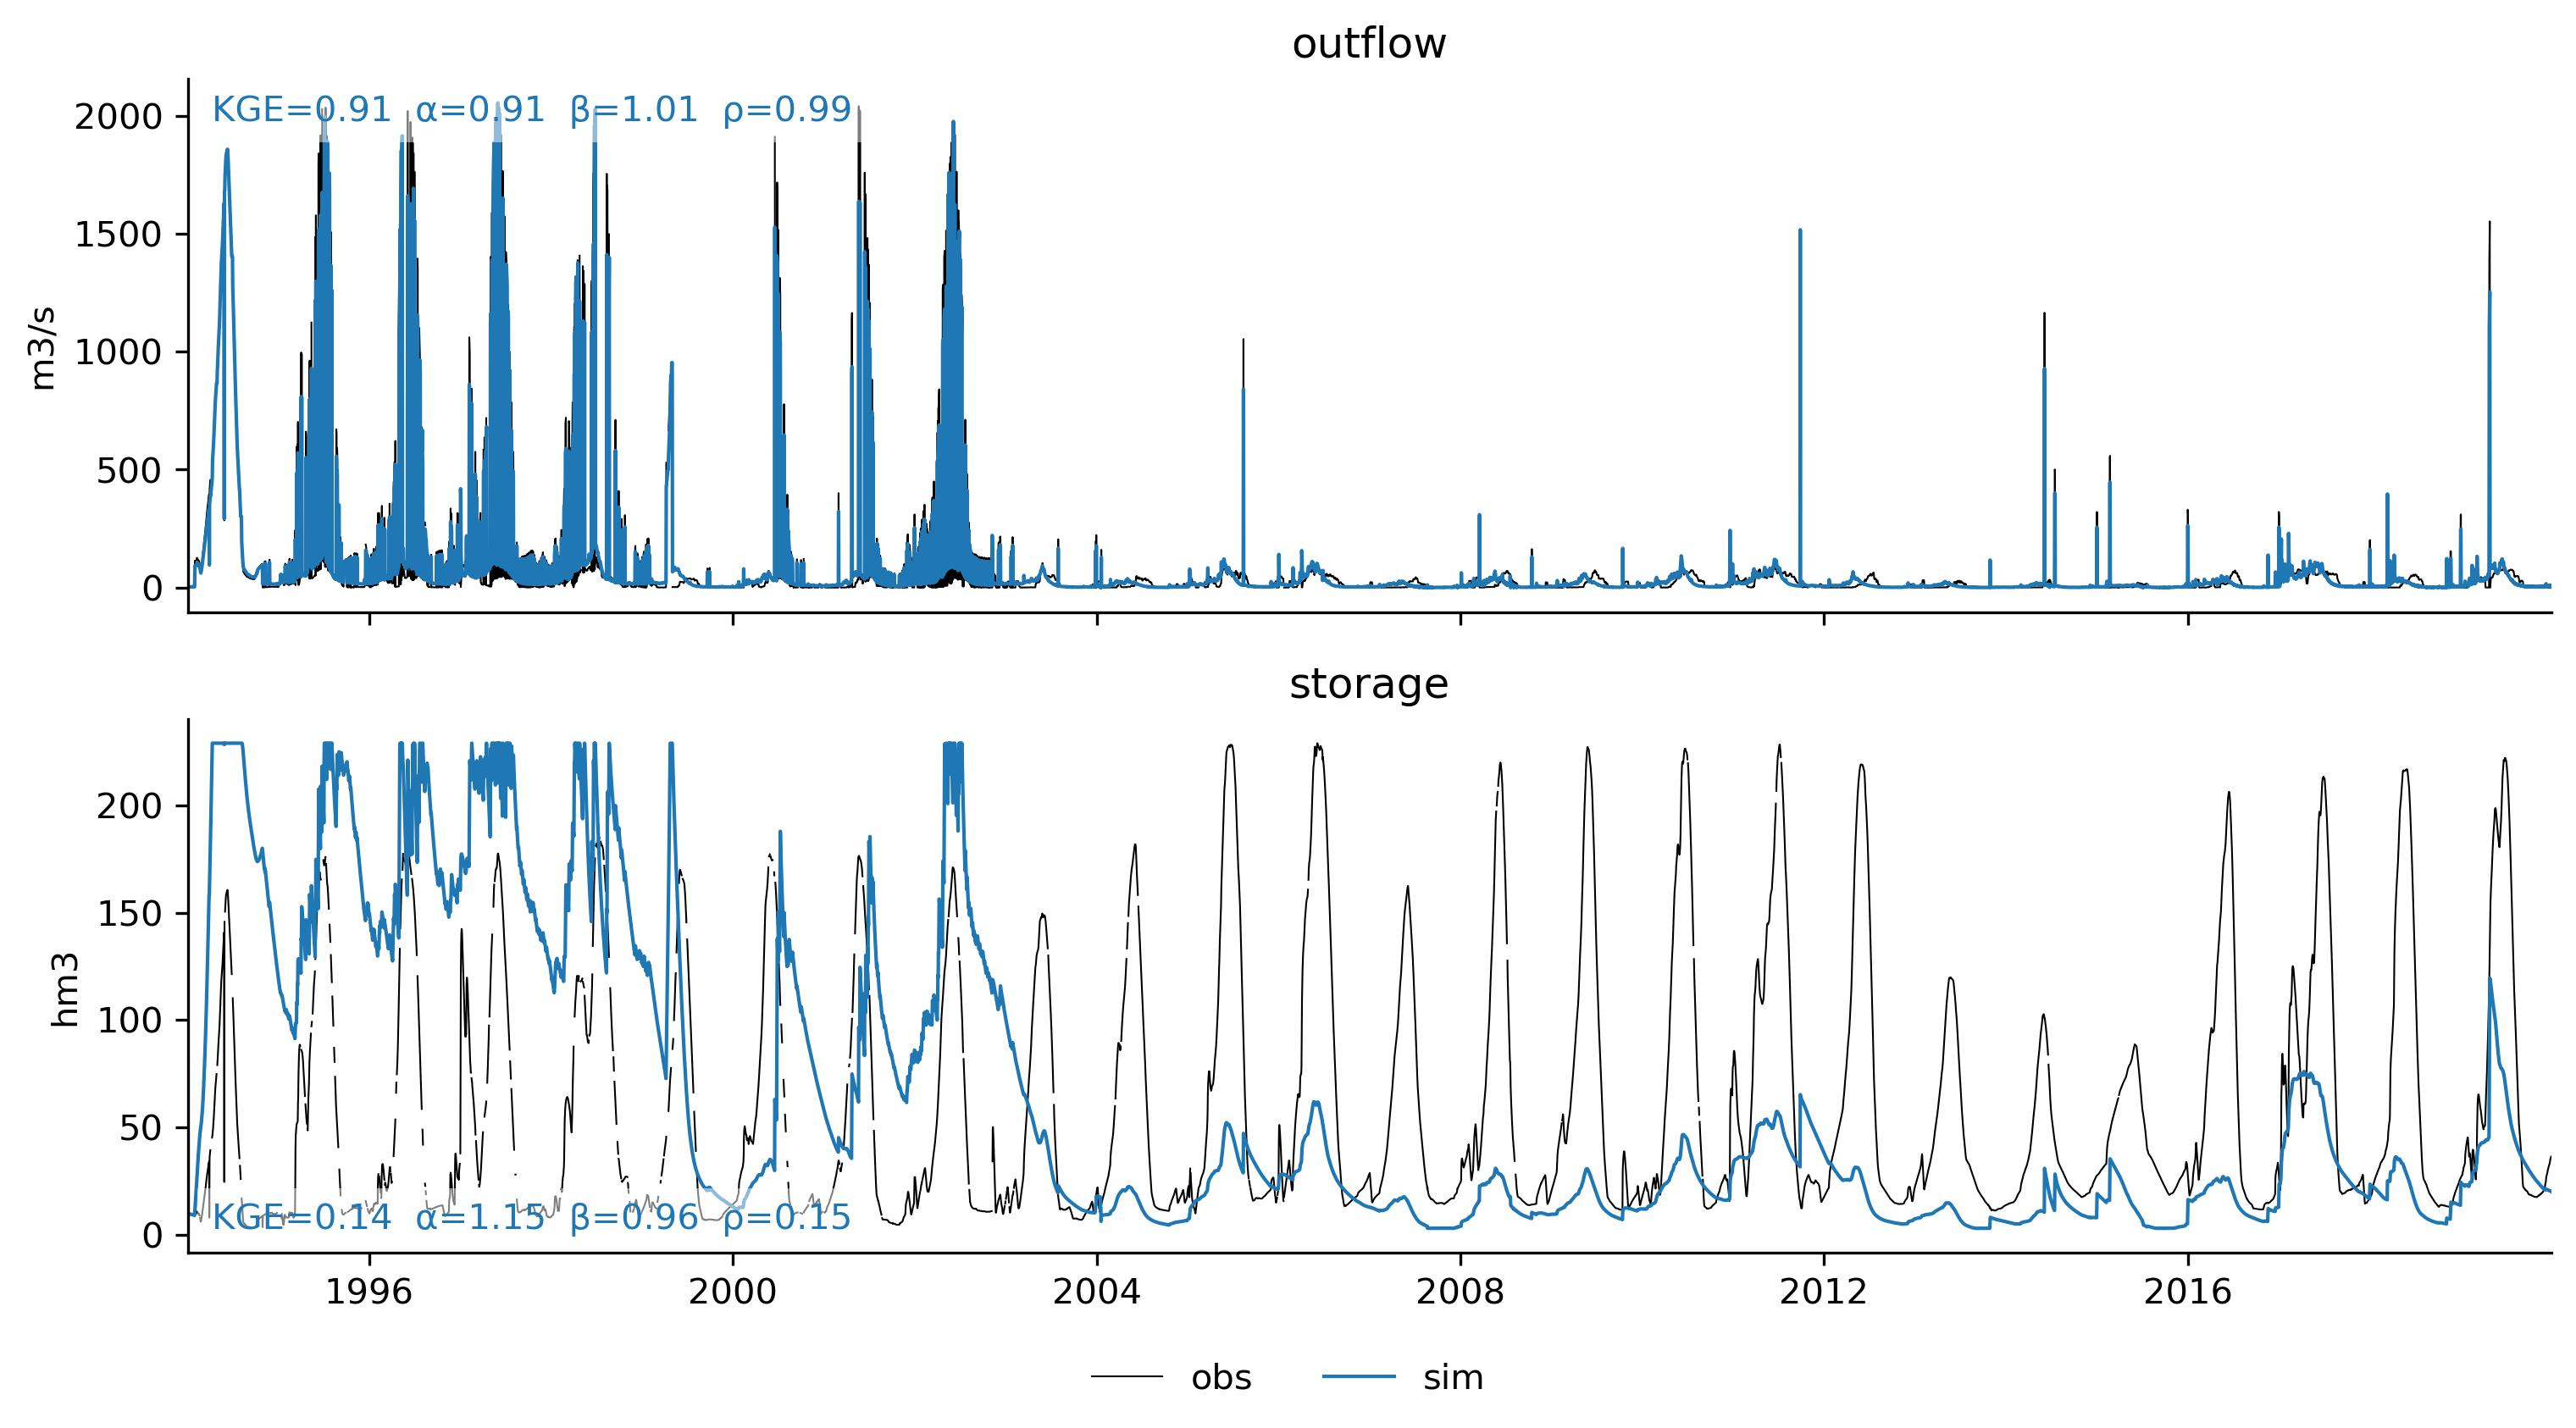 outflow
KGE=0.91 α=0.91 β=1.01 ρ=0.99
2000
1500
1000
500
0
m3/s
storage
200
150
100
50
0
hm3
KGE=0.14 α=1.15 β=0.96 ρ=0.15
1996 2000 2004 2008 2012 2016
obs sim